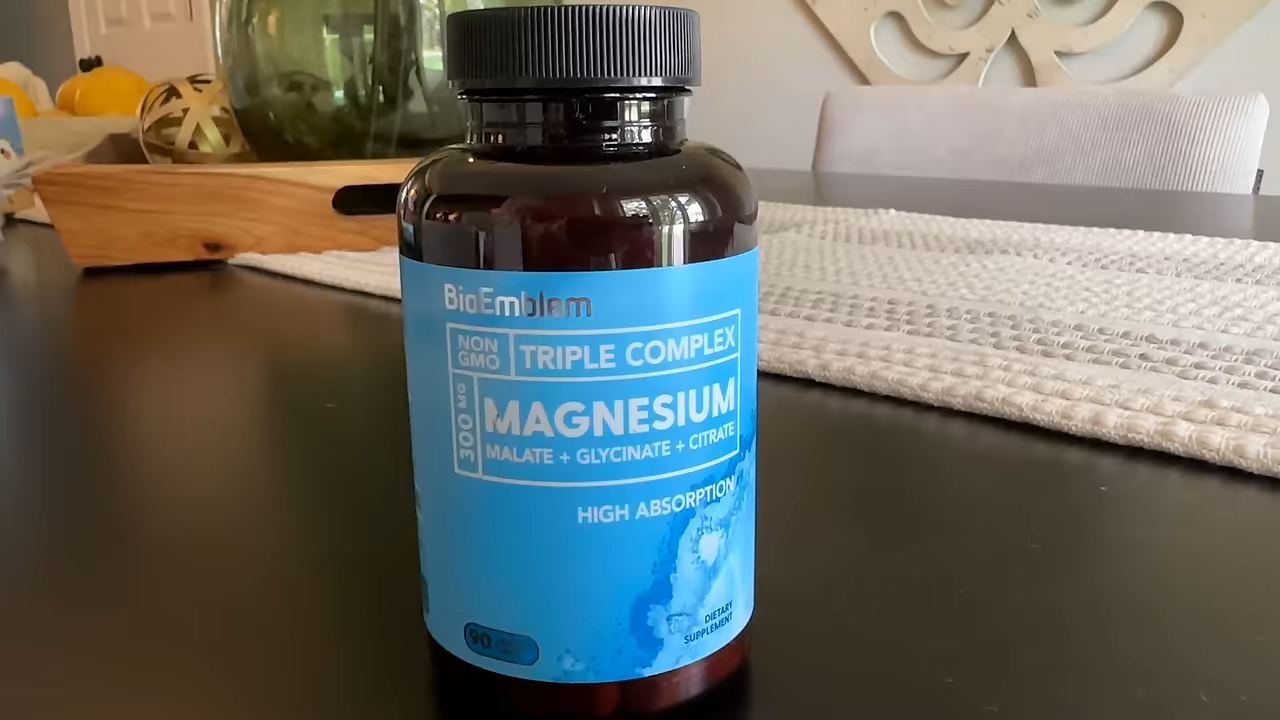 BioEmblem
NON
GMO
TRIPLE COMPLEX
300 MG
MAGNESIUM
MALATE + GLYCINATE + CITRATE
HIGH ABSORPTION
DIETARY
SUPPLEMENT
90